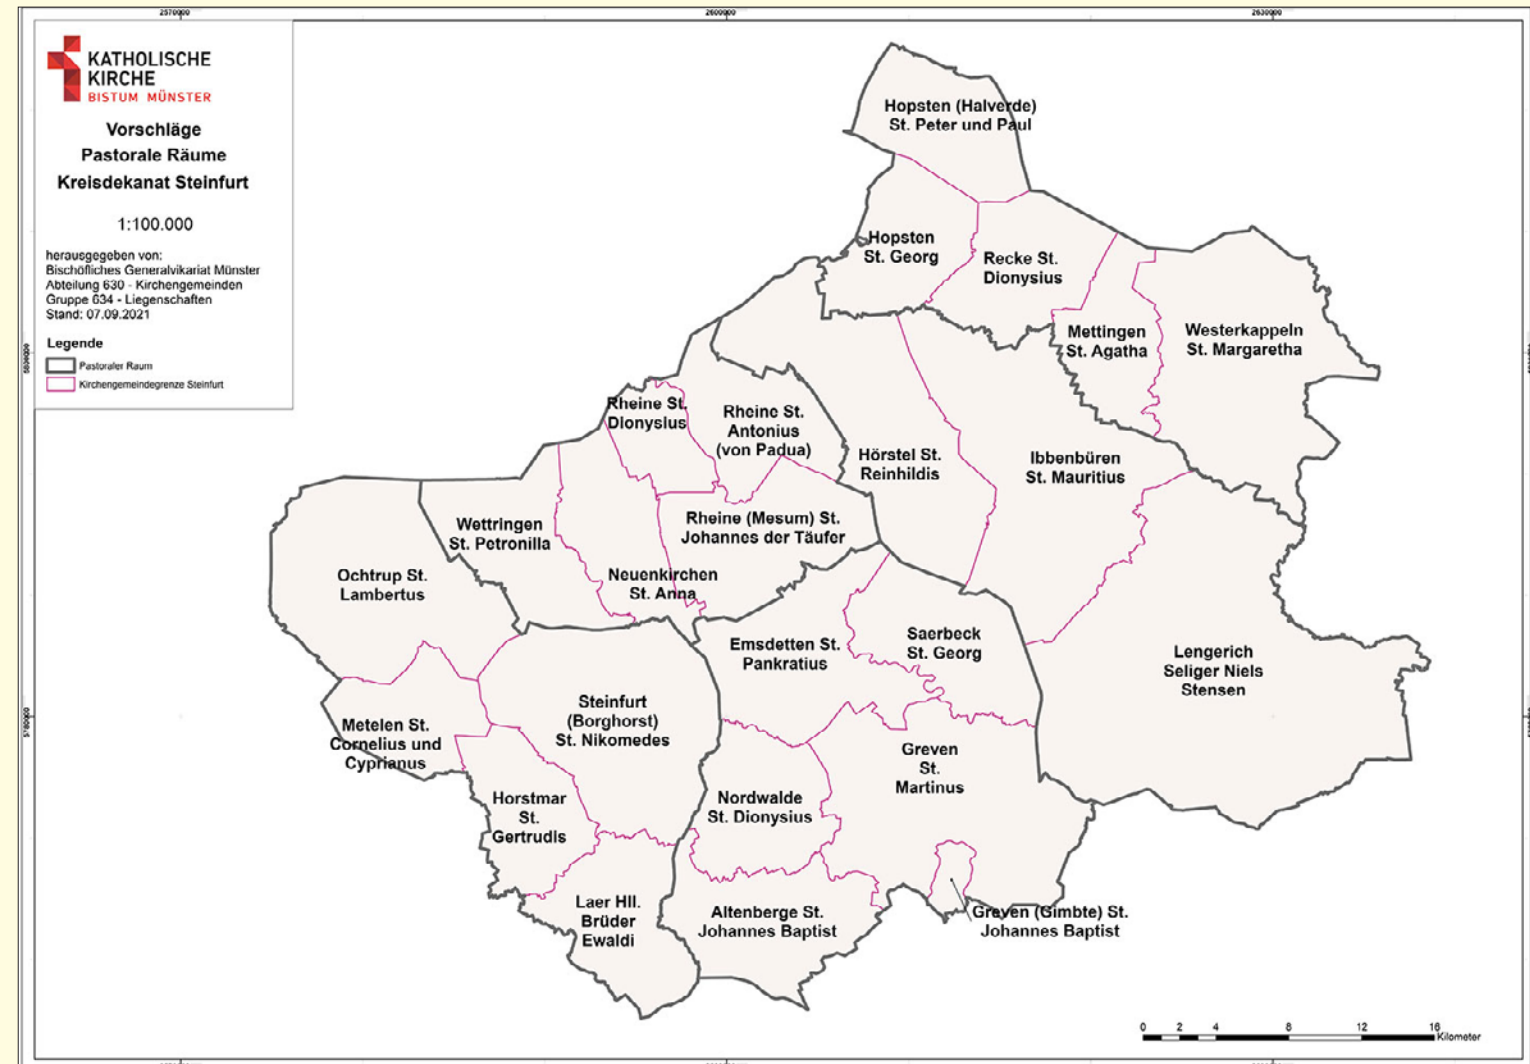 2570000
2600000
2630000
KATHOLISCHE
KIRCHE
BISTUM MÜNSTER
Vorschläge
Pastorale Räume
Kreisdekanat Steinfurt
1:100.000
herausgegeben von:
Bischöfliches Generalvikariat Münster
Abteilung 630 - Kirchengemeinden
Gruppe 634 - Liegenschaften
Stand: 07.09.2021
Legende
Pastoraler Raum
Kirchengemeindegrenze Steinfurt
Hopsten (Halverde)
St. Peter und Paul
Hopsten
St. Georg
Recke St.
Dionysius
Mettingen
St. Agatha
Westerkappeln
St. Margaretha
Rheine St.
Dionysius
Rheine St.
Antonius
(von Padua)
Hörstel St.
Reinhildis
Ibbenbüren
St. Mauritius
Wettringen
St. Petronilla
Rheine (Mesum) St.
Johannes der Täufer
Ochtrup St.
Lambertus
Neuenkirchen
St. Anna
Emsdetten St.
Pankratius
Saerbeck
St. Georg
Lengerich
Seliger Niels
Stensen
Steinfurt
(Borghorst)
St. Nikomedes
Metelen St.
Cornelius und
Cyprianus
Greven
St.
Martinus
Horstmar
St.
Gertrudis
Nordwalde
St. Dionysius
Laer Hll.
Brüder
Ewaldi
Altenberge St.
Johannes Baptist
Greven (Gimbte) St.
Johannes Baptist
0 2 4 8 12 16
Kilometer